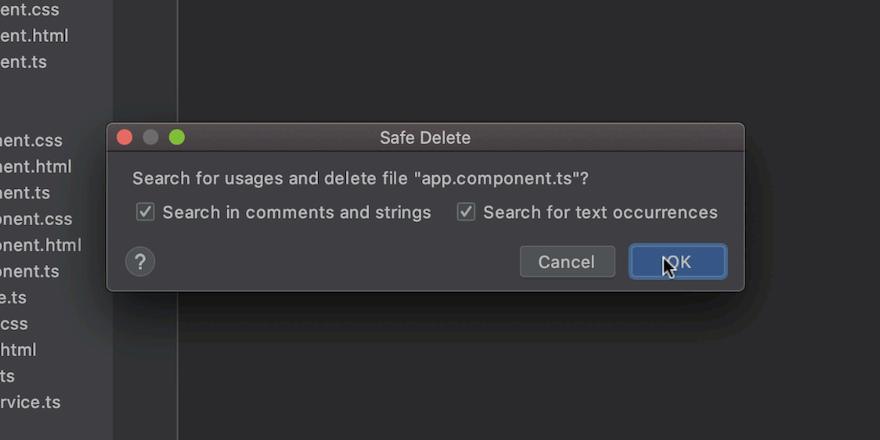 ent.css
ent.html
ent.ts
nent.css
nent.html
nent.ts
onent.css
onent.html
onent.ts
e.ts
css
html
ts
rvice.ts
Safe Delete
Search for usages and delete file "app.component.ts"?
Search in comments and strings Search for text occurrences
? Cancel OK